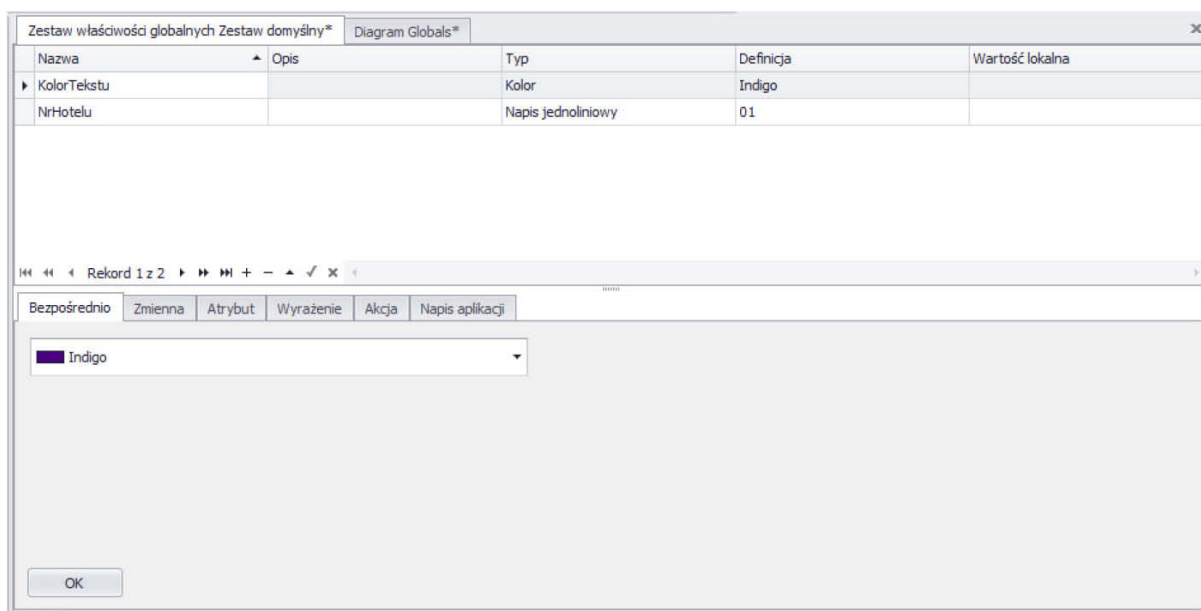 Zestaw właściwości globalnych Zestaw domyślny* Diagram Globals*
Nazwa Opis Typ Definicja Wartość lokalna
KolorTekstu Kolor Indigo
NrHotelu Napis jednoliniowy 01
Rekord 1 z 2
Bezpośrednio Zmienna Atrybut Wyrażenie Akcja Napis aplikacji
Indigo
OK